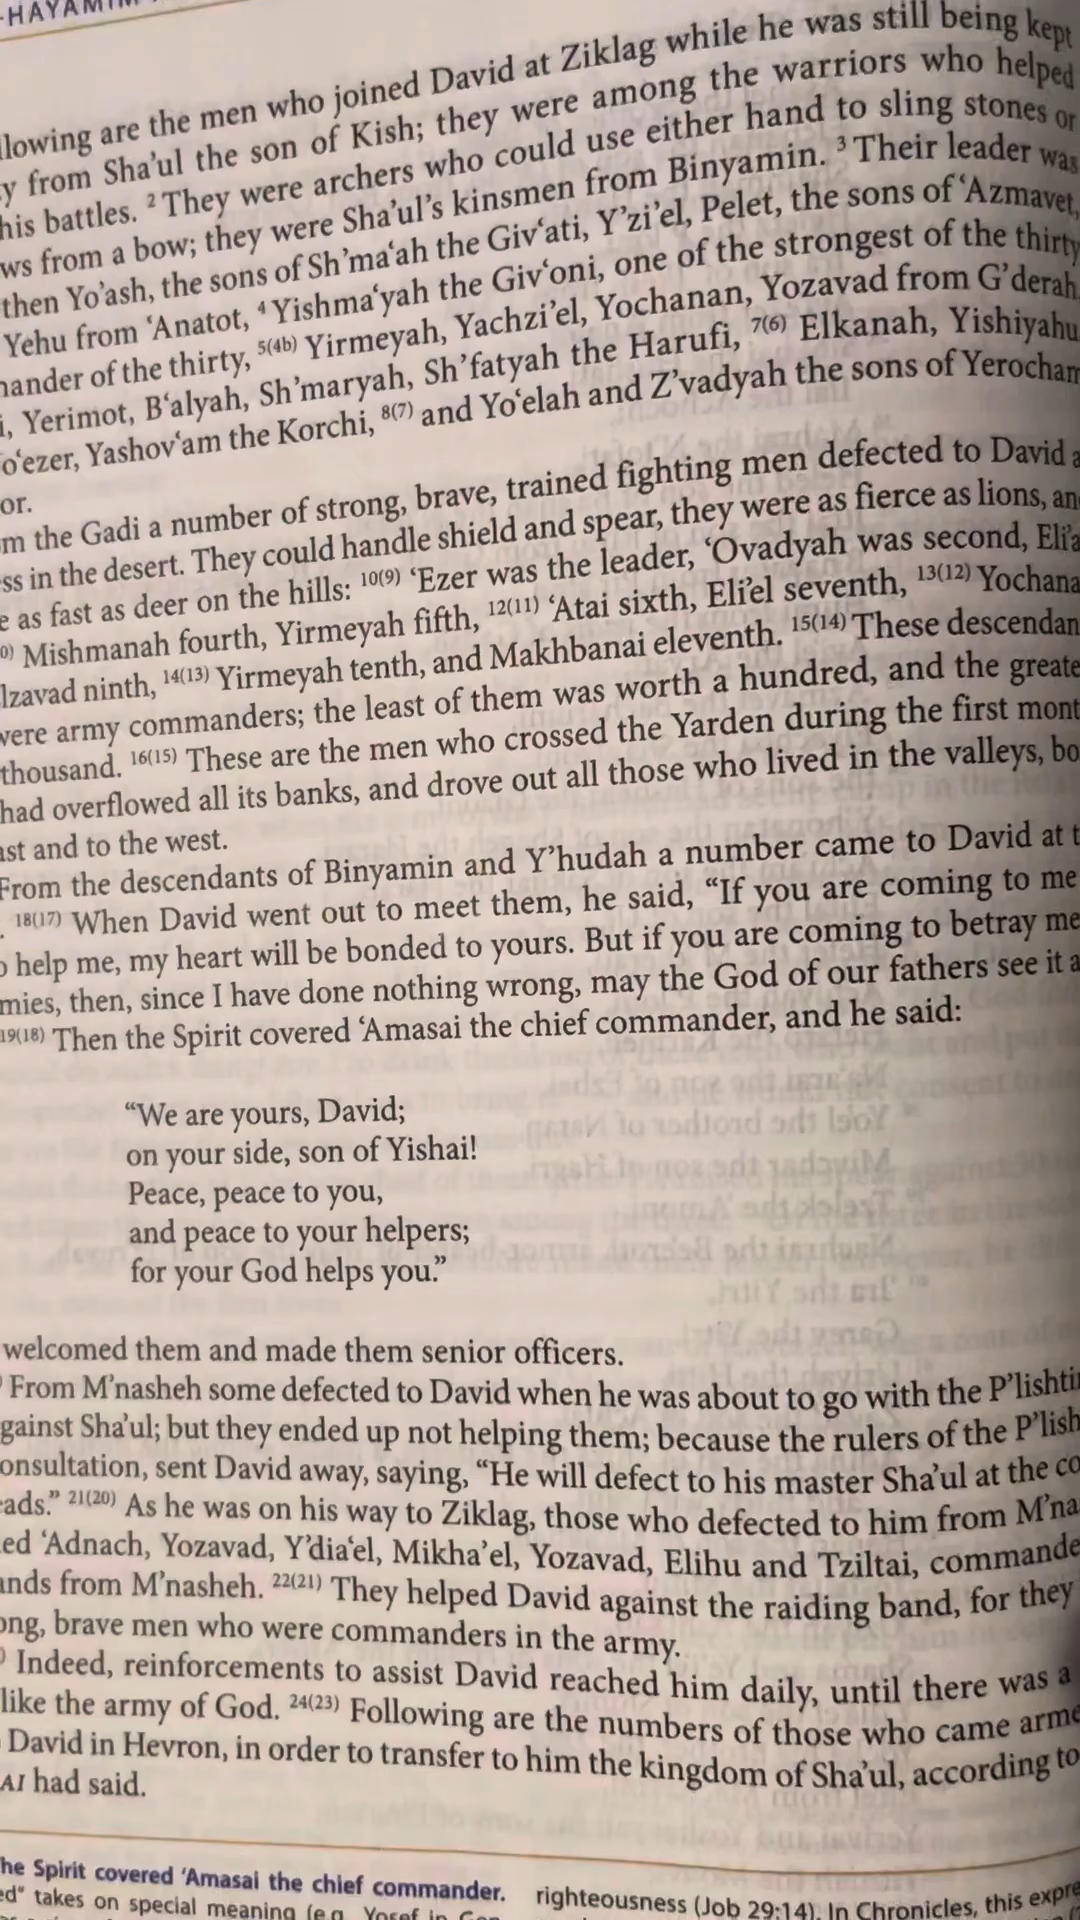 -HAYAMIM
llowing are the men who joined David at Ziklag while he was still being kept
y from Sha'ul the son of Kish; they were among the warriors who helped
his battles. ² They were archers who could use either hand to sling stones or
ws from a bow; they were Sha'ul's kinsmen from Binyamin. ³ Their leader was
then Yo'ash, the sons of Sh'ma'ah the Giv'ati, Y'zi'el, Pelet, the sons of 'Azmavet,
Yehu from 'Anatot, ⁴ Yishma'yah the Giv'oni, one of the strongest of the thirty
mander of the thirty, 5(4b) Yirmeyah, Yachzi'el, Yochanan, Yozavad from G'derah
i, Yerimot, B'alyah, Sh'maryah, Sh'fatyah the Harufi, 7(6) Elkanah, Yishiyahu
o'ezer, Yashov'am the Korchi, 8(7) and Yo'elah and Z'vadyah the sons of Yerocham
or.
m the Gadi a number of strong, brave, trained fighting men defected to David a
ss in the desert. They could handle shield and spear, they were as fierce as lions, an
e as fast as deer on the hills: 10(9) 'Ezer was the leader, 'Ovadyah was second, Eli'a
0) Mishmanah fourth, Yirmeyah fifth, 12(11) 'Atai sixth, Eli'el seventh, 13(12) Yochana
lzavad ninth, 14(13) Yirmeyah tenth, and Makhbanai eleventh. 15(14) These descendan
were army commanders; the least of them was worth a hundred, and the greate
thousand. 16(15) These are the men who crossed the Yarden during the first mont
had overflowed all its banks, and drove out all those who lived in the valleys, bo
ast and to the west.
From the descendants of Binyamin and Y'hudah a number came to David at t
. 18(17) When David went out to meet them, he said, “If you are coming to me
o help me, my heart will be bonded to yours. But if you are coming to betray me
mies, then, since I have done nothing wrong, may the God of our fathers see it a
19(18) Then the Spirit covered 'Amasai the chief commander, and he said:
“We are yours, David;
on your side, son of Yishai!
Peace, peace to you,
and peace to your helpers;
for your God helps you.”
welcomed them and made them senior officers.
) From M'nasheh some defected to David when he was about to go with the P'lishti
gainst Sha'ul; but they ended up not helping them; because the rulers of the P'lish
onsultation, sent David away, saying, “He will defect to his master Sha'ul at the co
eads.” 21(20) As he was on his way to Ziklag, those who defected to him from M'na
ed 'Adnach, Yozavad, Y'dia'el, Mikha'el, Yozavad, Elihu and Tziltai, commande
ands from M'nasheh. 22(21) They helped David against the raiding band, for they
ong, brave men who were commanders in the army.
) Indeed, reinforcements to assist David reached him daily, until there was a
like the army of God. 24(23) Following are the numbers of those who came arme
David in Hevron, in order to transfer to him the kingdom of Sha'ul, according to
AI had said.
he Spirit covered 'Amasai the chief commander.
ed” takes on special meaning (e.g. Yosef in Gen
righteousness (Job 29:14). In Chronicles, this expre